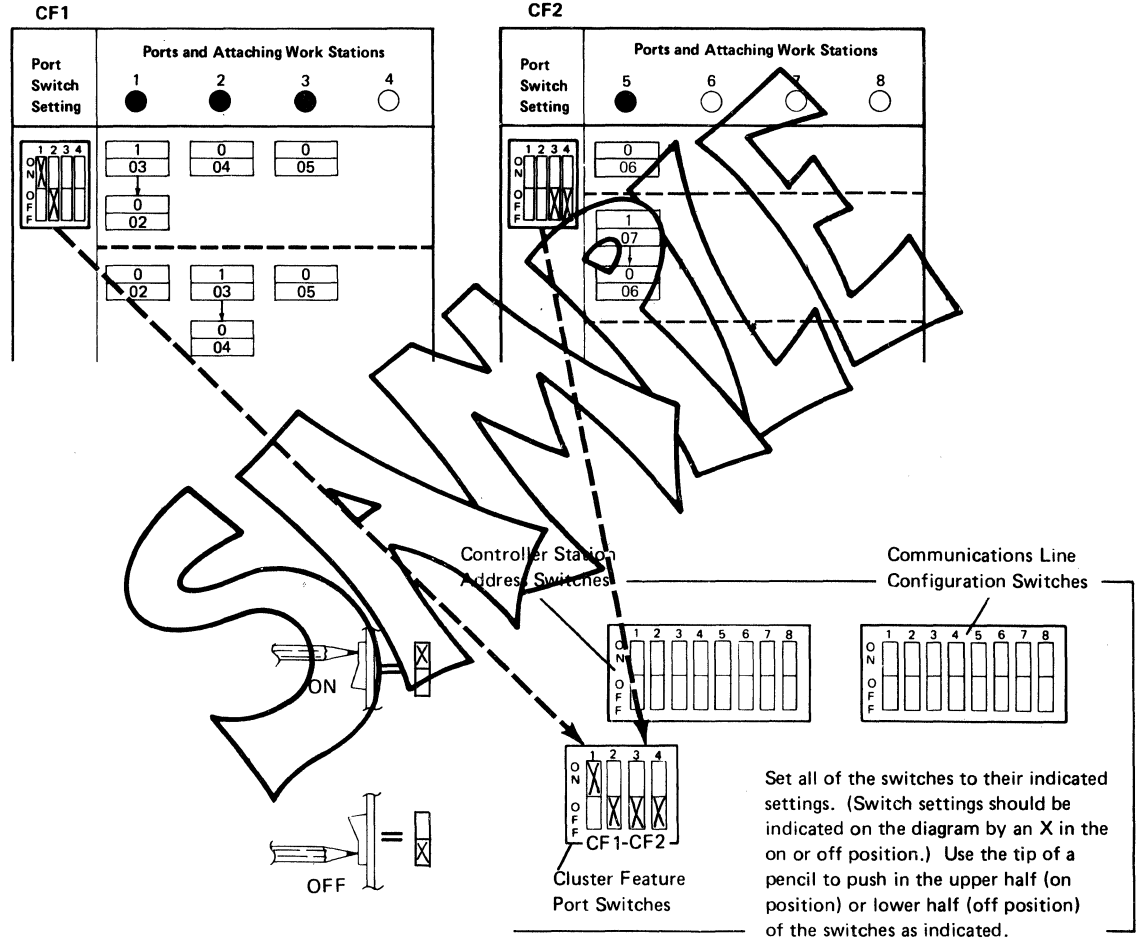 CF1
CF2
Port
Switch
Setting
Ports and Attaching Work Stations
1 2 3 4
Port
Switch
Setting
Ports and Attaching Work Stations
5 6 7 8
1 2 3 4
ON
OFF
1
03
0
02
0
04
0
05
0
02
1
03
0
04
0
05
1 2 3 4
ON
OFF
0
06
1
07
0
06
SAMPLE
Controller Station
Address Switches
Communications Line
Configuration Switches
1 2 3 4 5 6 7 8
ON
OFF
1 2 3 4 5 6 7 8
ON
OFF
ON
=
OFF
=
1 2 3 4
ON
OFF
CF1-CF2
Cluster Feature
Port Switches
Set all of the switches to their indicated
settings. (Switch settings should be
indicated on the diagram by an X in the
on or off position.) Use the tip of a
pencil to push in the upper half (on
position) or lower half (off position)
of the switches as indicated.